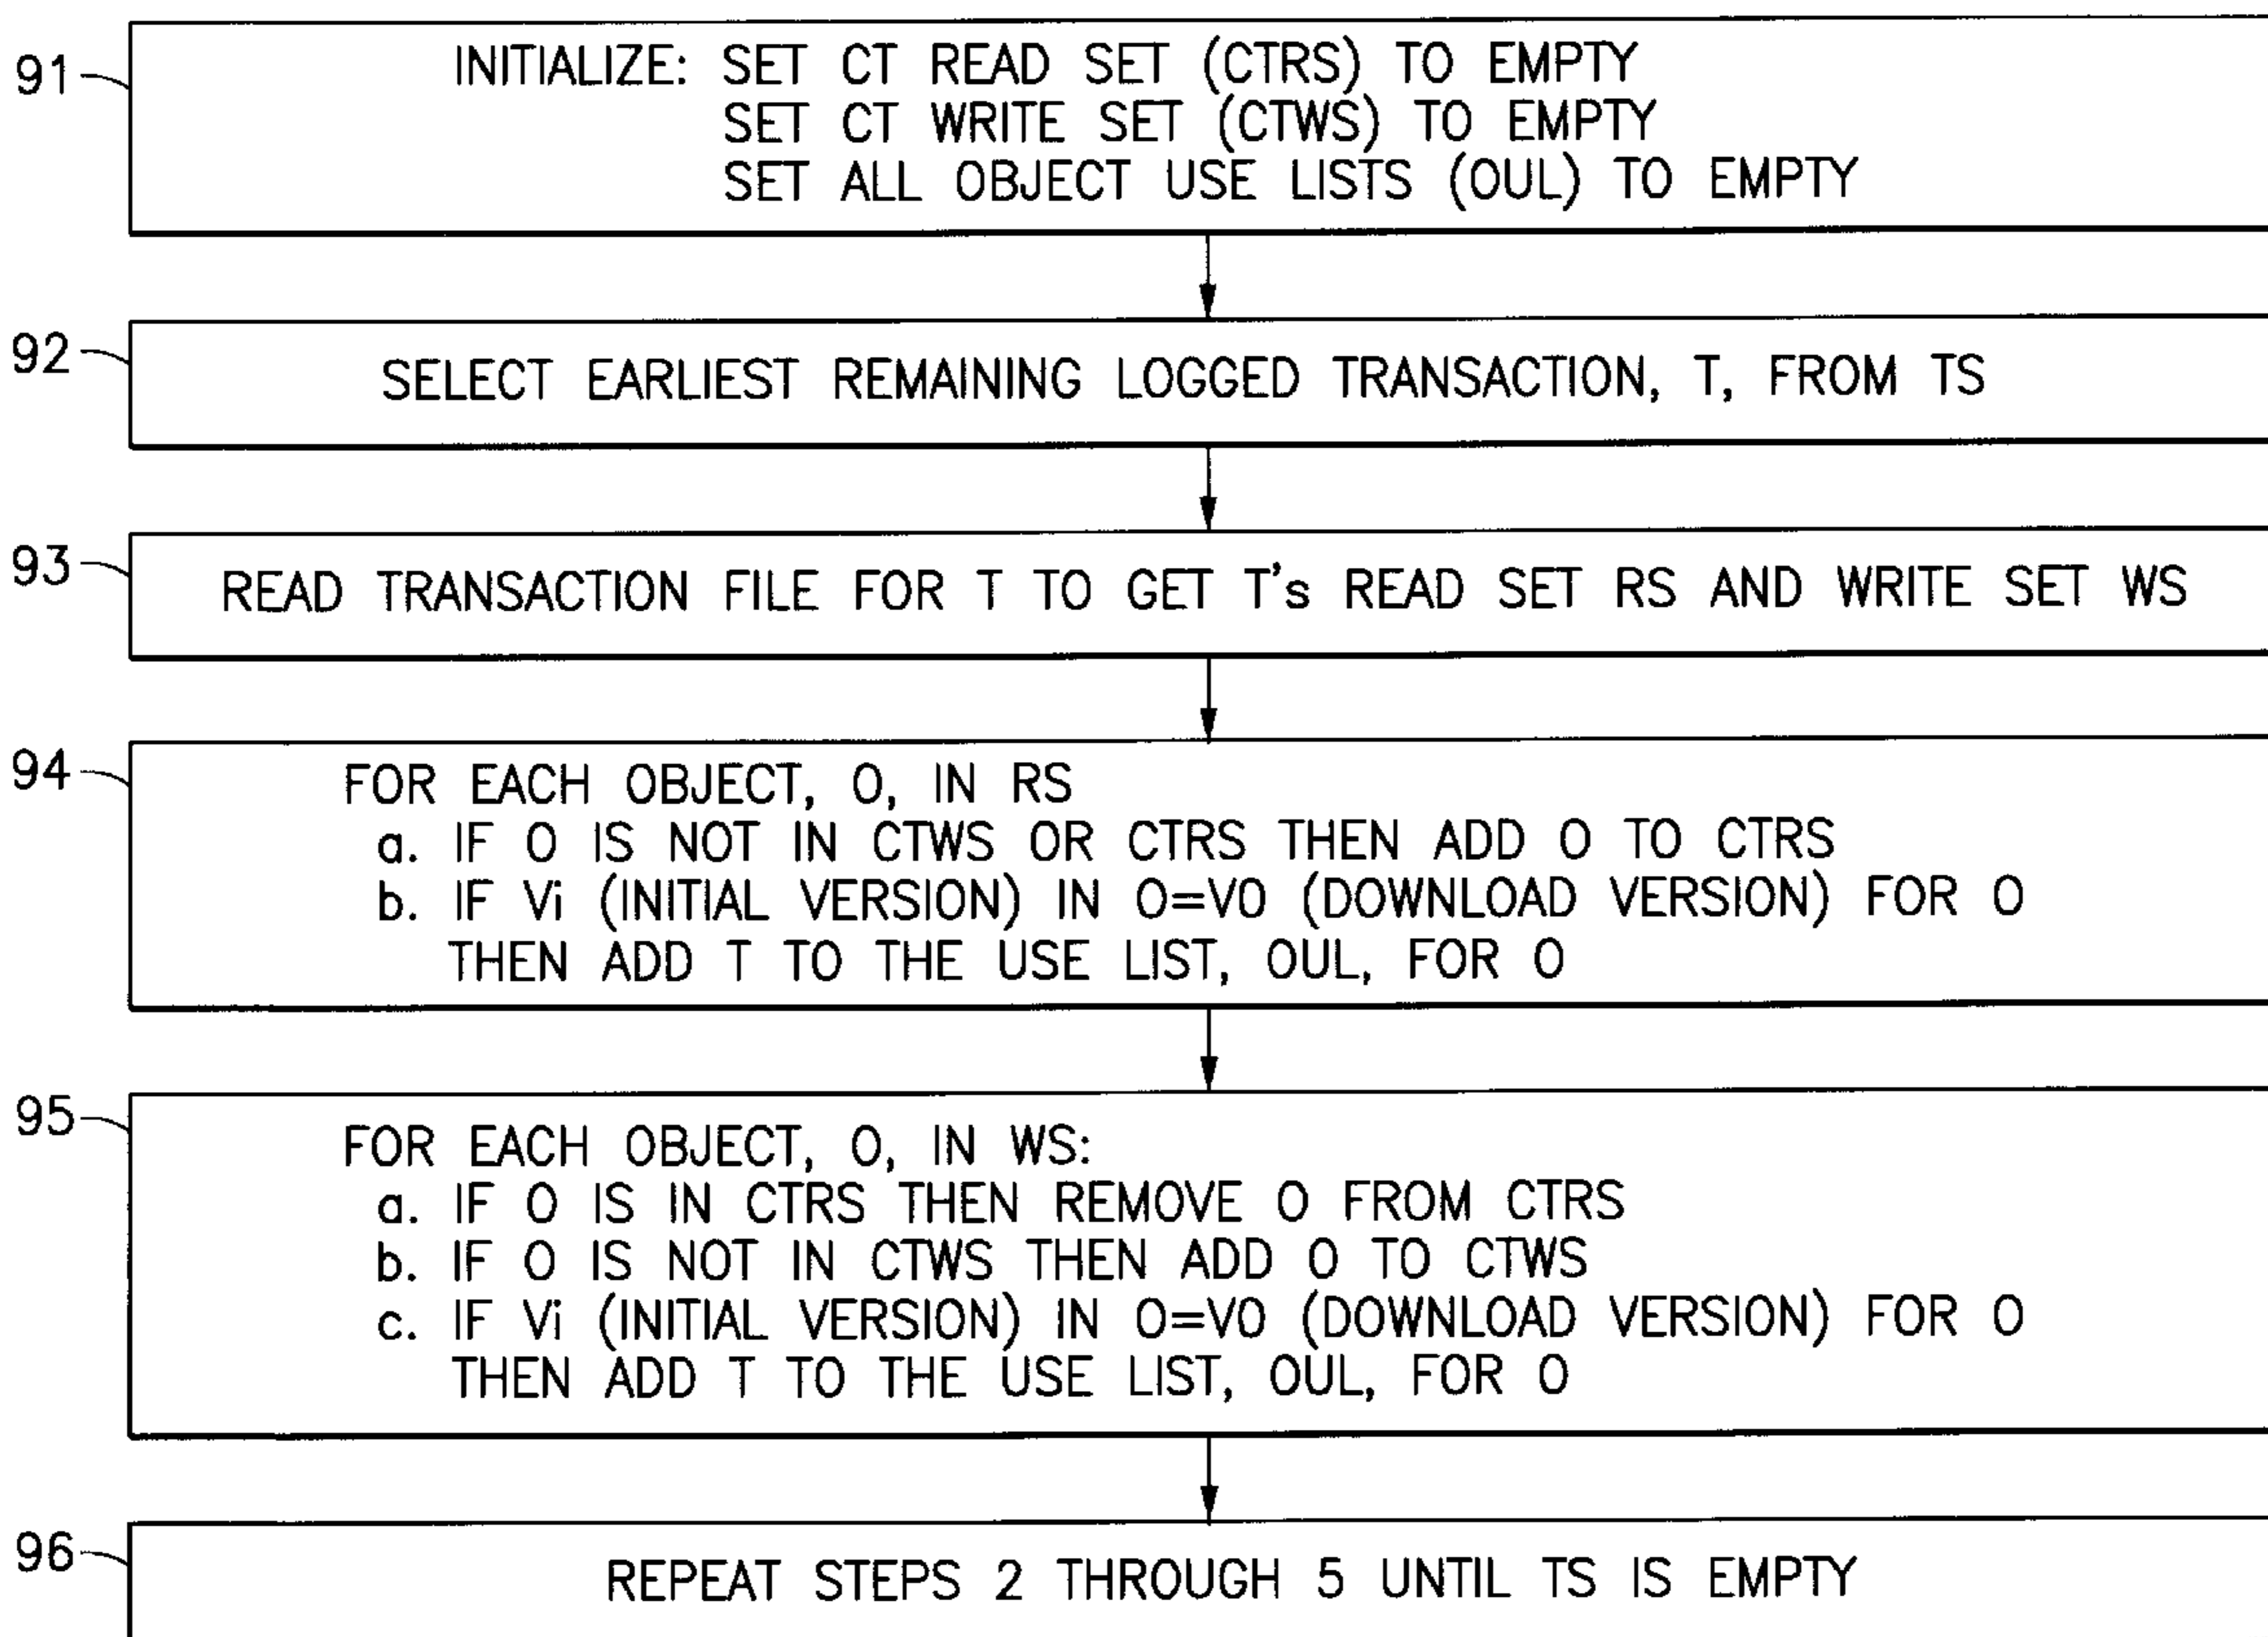 91
INITIALIZE: SET CT READ SET (CTRS) TO EMPTY
SET CT WRITE SET (CTWS) TO EMPTY
SET ALL OBJECT USE LISTS (OUL) TO EMPTY
92
SELECT EARLIEST REMAINING LOGGED TRANSACTION, T, FROM TS
93
READ TRANSACTION FILE FOR T TO GET T's READ SET RS AND WRITE SET WS
94
FOR EACH OBJECT, O, IN RS
a. IF O IS NOT IN CTWS OR CTRS THEN ADD O TO CTRS
b. IF Vi (INITIAL VERSION) IN O=VO (DOWNLOAD VERSION) FOR O
THEN ADD T TO THE USE LIST, OUL, FOR O
95
FOR EACH OBJECT, O, IN WS:
a. IF O IS IN CTRS THEN REMOVE O FROM CTRS
b. IF O IS NOT IN CTWS THEN ADD O TO CTWS
c. IF Vi (INITIAL VERSION) IN O=VO (DOWNLOAD VERSION) FOR O
THEN ADD T TO THE USE LIST, OUL, FOR O
96
REPEAT STEPS 2 THROUGH 5 UNTIL TS IS EMPTY